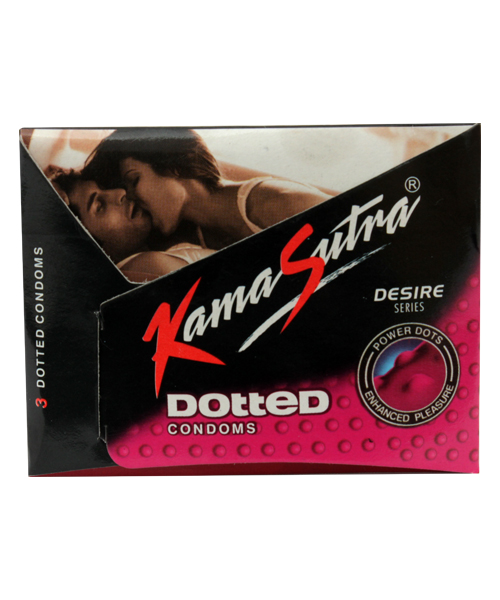 3 DOTTED CONDOMS
KamaSutra®
DESIRE
SERIES
POWER DOTS
ENHANCED PLEASURE
DOtteD
CONDOMS